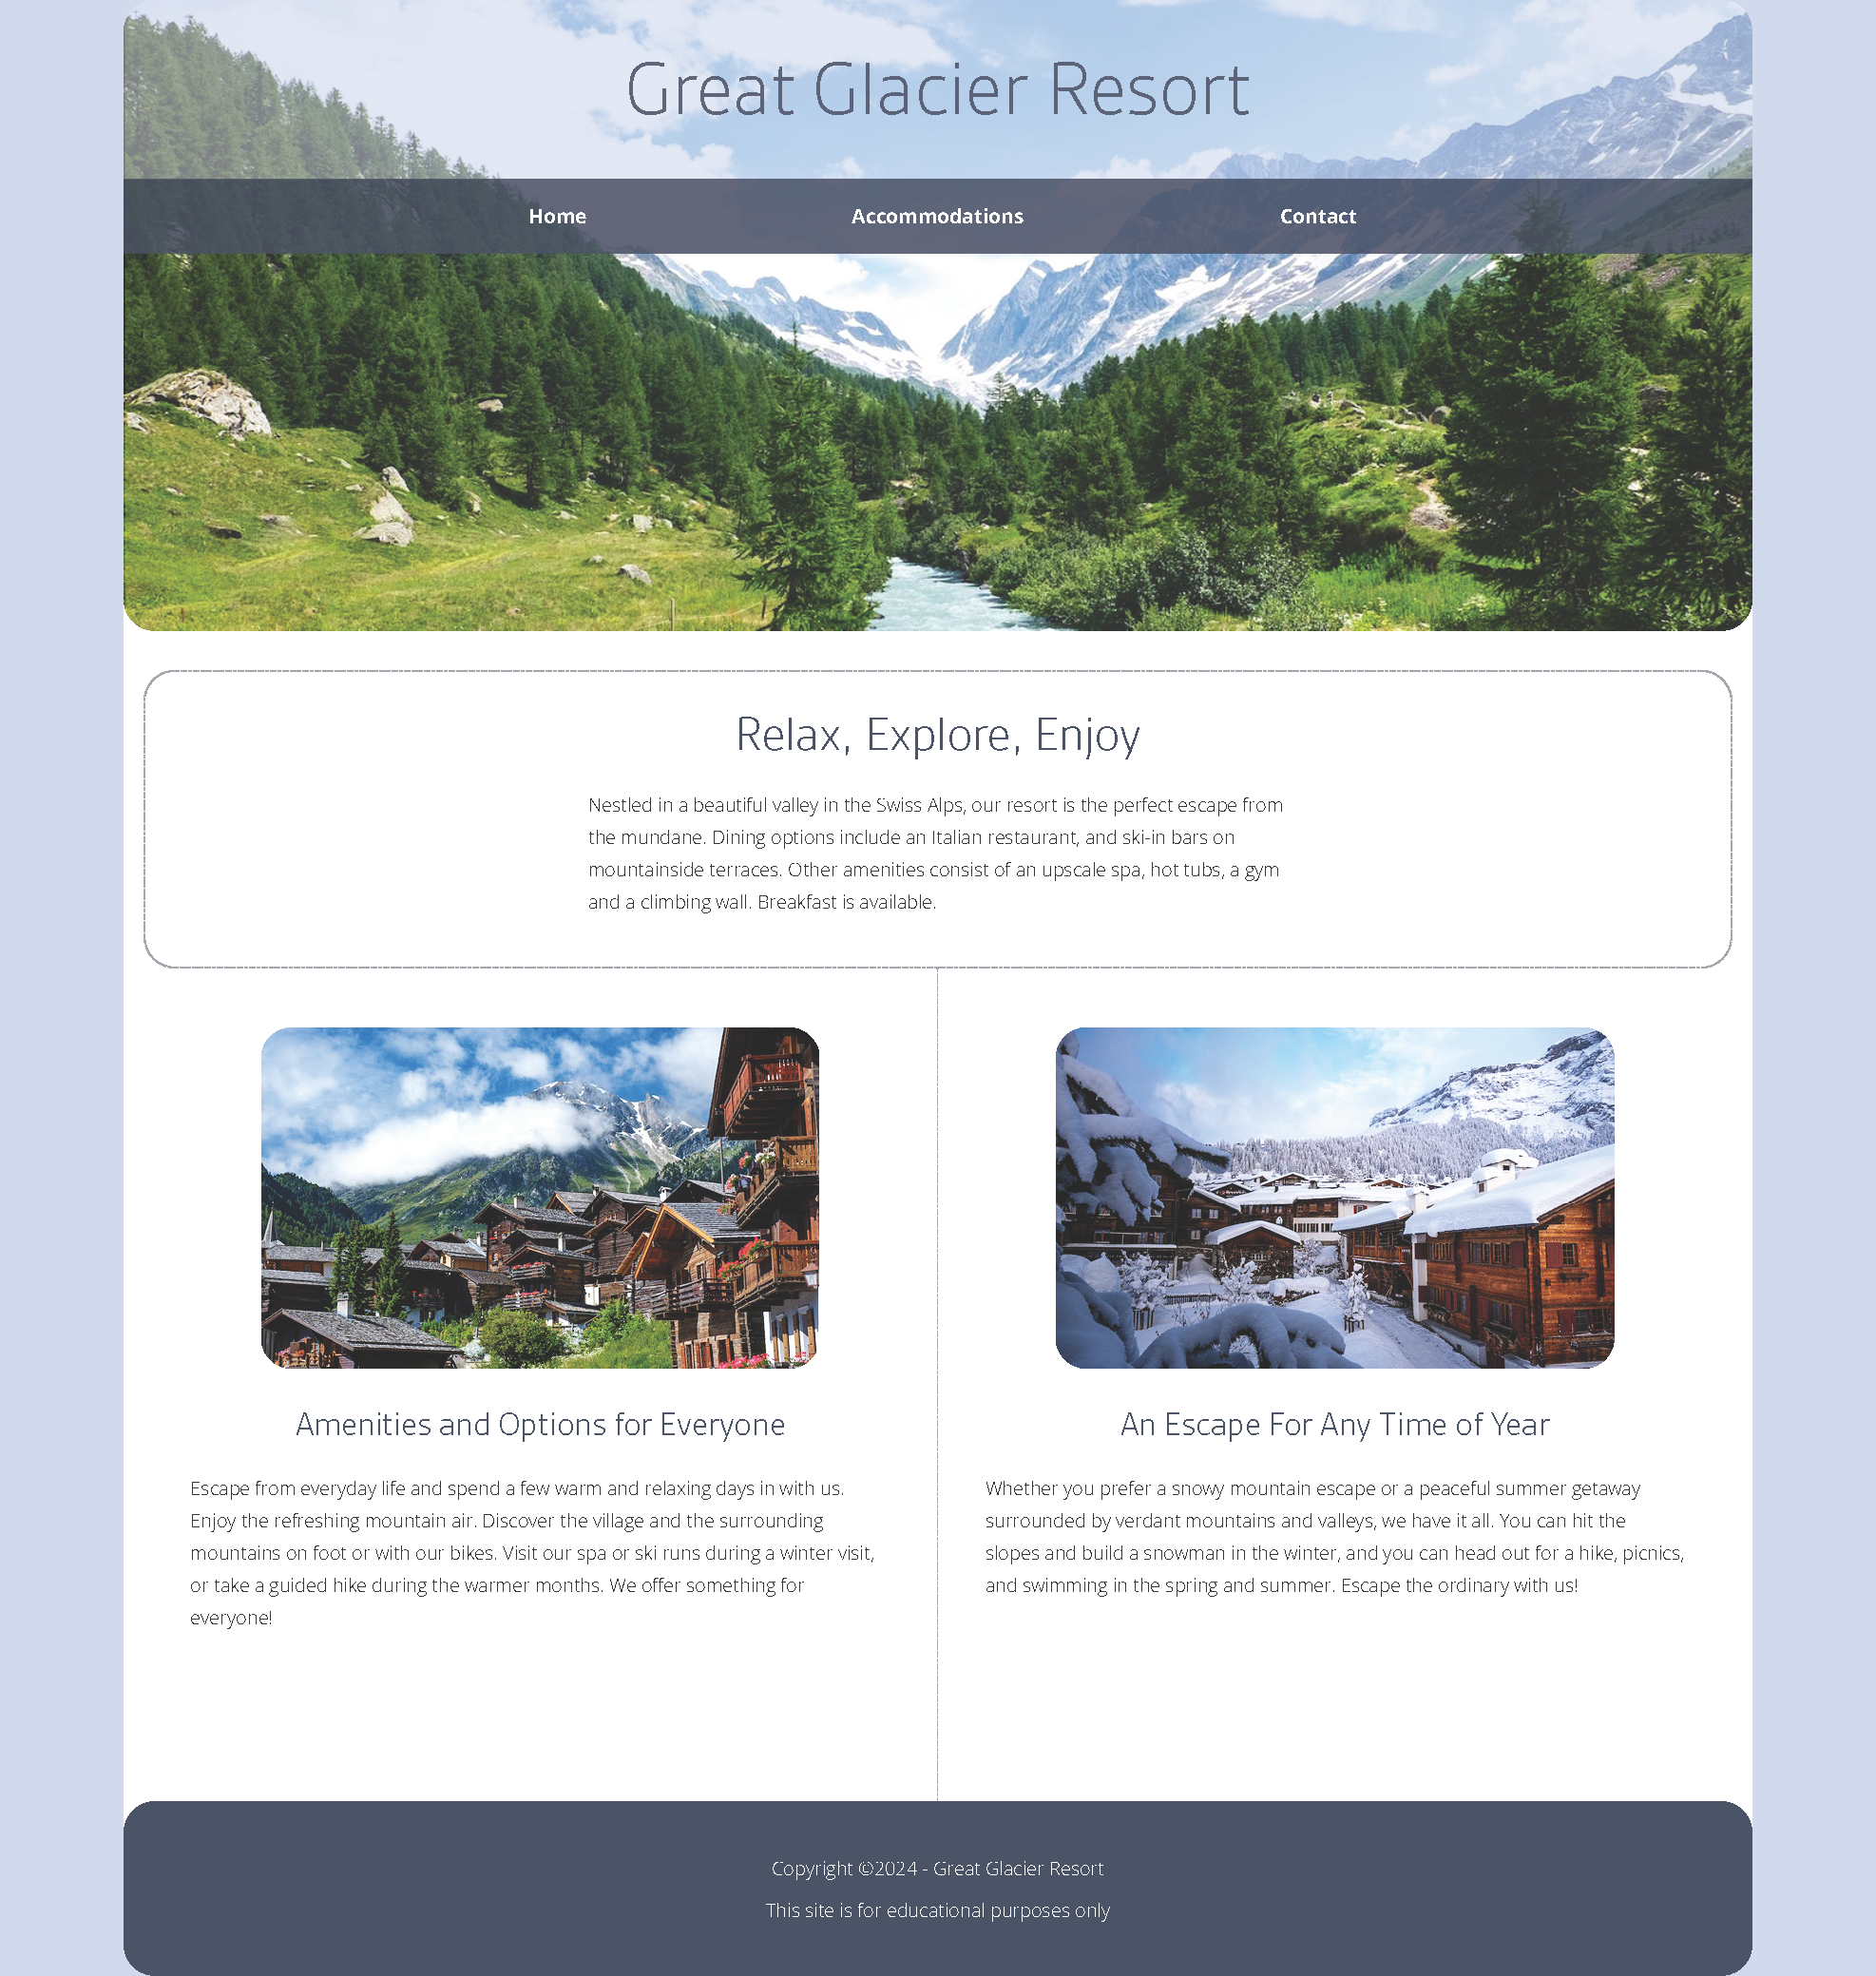 Great Glacier Resort
Home Accommodations Contact
Relax, Explore, Enjoy
Nestled in a beautiful valley in the Swiss Alps, our resort is the perfect escape from
the mundane. Dining options include an Italian restaurant, and ski-in bars on
mountainside terraces. Other amenities consist of an upscale spa, hot tubs, a gym
and a climbing wall. Breakfast is available.
Amenities and Options for Everyone
Escape from everyday life and spend a few warm and relaxing days in with us.
Enjoy the refreshing mountain air. Discover the village and the surrounding
mountains on foot or with our bikes. Visit our spa or ski runs during a winter visit,
or take a guided hike during the warmer months. We offer something for
everyone!
An Escape For Any Time of Year
Whether you prefer a snowy mountain escape or a peaceful summer getaway
surrounded by verdant mountains and valleys, we have it all. You can hit the
slopes and build a snowman in the winter, and you can head out for a hike, picnics,
and swimming in the spring and summer. Escape the ordinary with us!
Copyright ©2024 - Great Glacier Resort
This site is for educational purposes only